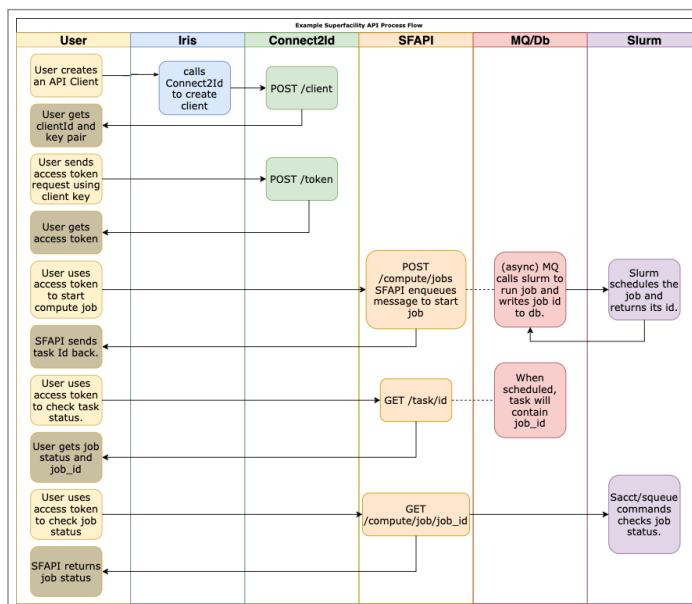 Example Superfacility API Process Flow
User
Iris
Connect2Id
SFAPI
MQ/Db
Slurm
User creates
an API Client
calls
Connect2Id
to create
client
POST /client
User gets
clientId and
key pair
User sends
access token
request using
client key
POST /token
User gets
access token
User uses
access token
to start
compute job
POST
/compute/jobs
SFAPI enqueues
message to start
job
(async) MQ
calls slurm to
run job and
writes job id
to db.
Slurm
schedules the
job and
returns its id.
SFAPI sends
task Id back.
User uses
access token
to check task
status.
GET /task/id
When
scheduled,
task will
contain
job_id
User gets job
status and
job_id
User uses
access token
to check job
status
GET
/compute/job/job_id
Sacct/squeue
commands
checks job
status.
SFAPI returns
job status